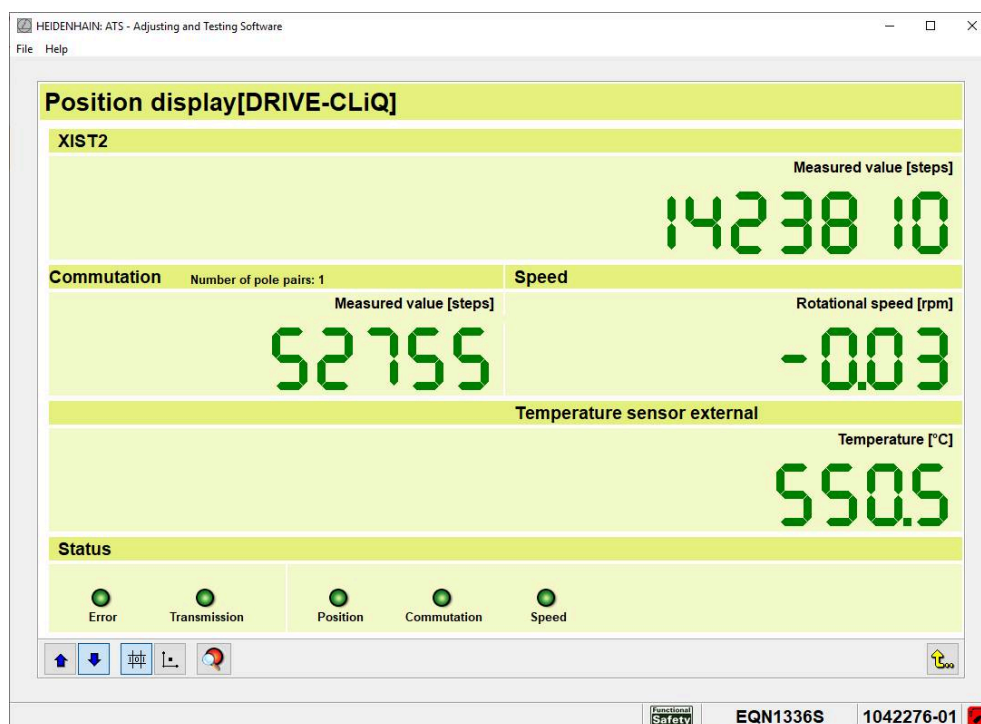 HEIDENHAIN: ATS - Adjusting and Testing Software
File Help
Position display[DRIVE-CLiQ]
XIST2
Measured value [steps]
14238 10
Commutation Number of pole pairs: 1 Speed
Measured value [steps] Rotational speed [rpm]
52755 -0.03
Temperature sensor external
Temperature [°C]
550.5
Status
Error Transmission Position Commutation Speed
Functional
Safety EQN1336S 1042276-01